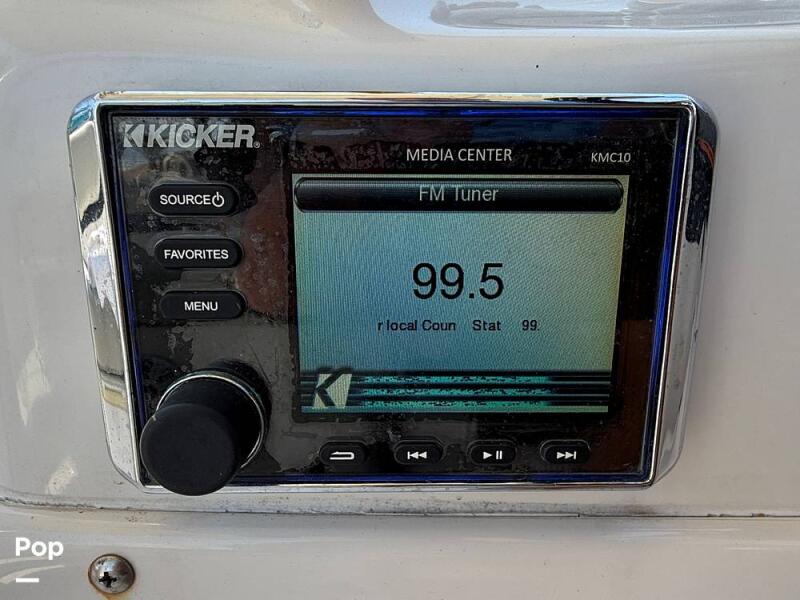 KICKER®
MEDIA CENTER
KMC10
SOURCE
FAVORITES
MENU
FM Tuner
99.5
r local Coun Stat 99.
K
Pop